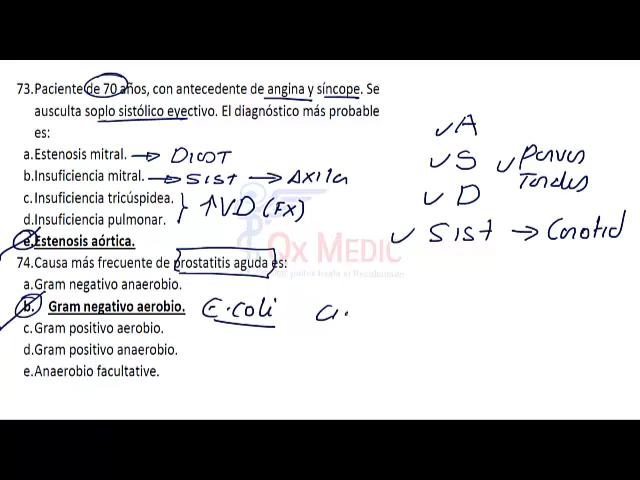 73.Paciente de 70 años, con antecedente de angina y síncope. Se
ausculta soplo sistólico eyectivo. El diagnóstico más probable
es:
a.Estenosis mitral. → DIAST
b.Insuficiencia mitral. → SIST → AXILA
c.Insuficiencia tricúspidea.
d.Insuficiencia pulmonar. } ↑VD (FX)
e.Estenosis aórtica.
✓ A
✓ S ✓ Parvus Tardus
✓ D
✓ SIST → Carotid
QX MEDIC
74.Causa más frecuente de prostatitis aguda es:
a.Gram negativo anaerobio.
b. Gram negativo aerobio. E.coli G.
c.Gram positivo aerobio.
d.Gram positivo anaerobio.
e.Anaerobio facultative.